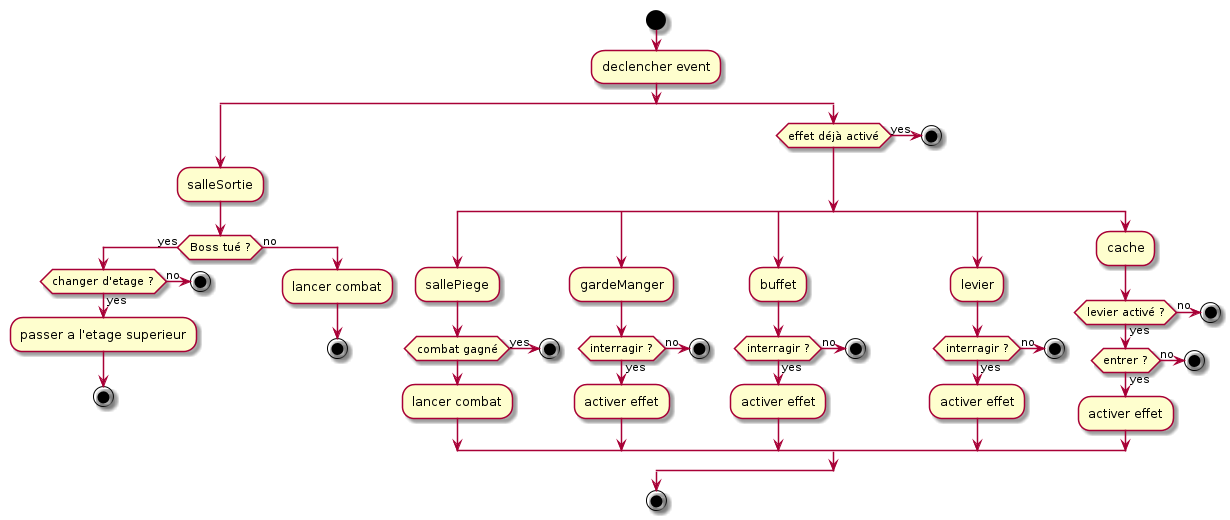 declencher event
effet déjà activé
yes
salleSortie
Boss tué ?
yes
no
changer d'etage ?
no
yes
passer a l'etage superieur
lancer combat
sallePiege
combat gagné
yes
lancer combat
gardeManger
interragir ?
no
yes
activer effet
buffet
interragir ?
no
yes
activer effet
levier
interragir ?
no
yes
activer effet
cache
levier activé ?
no
yes
entrer ?
no
yes
activer effet